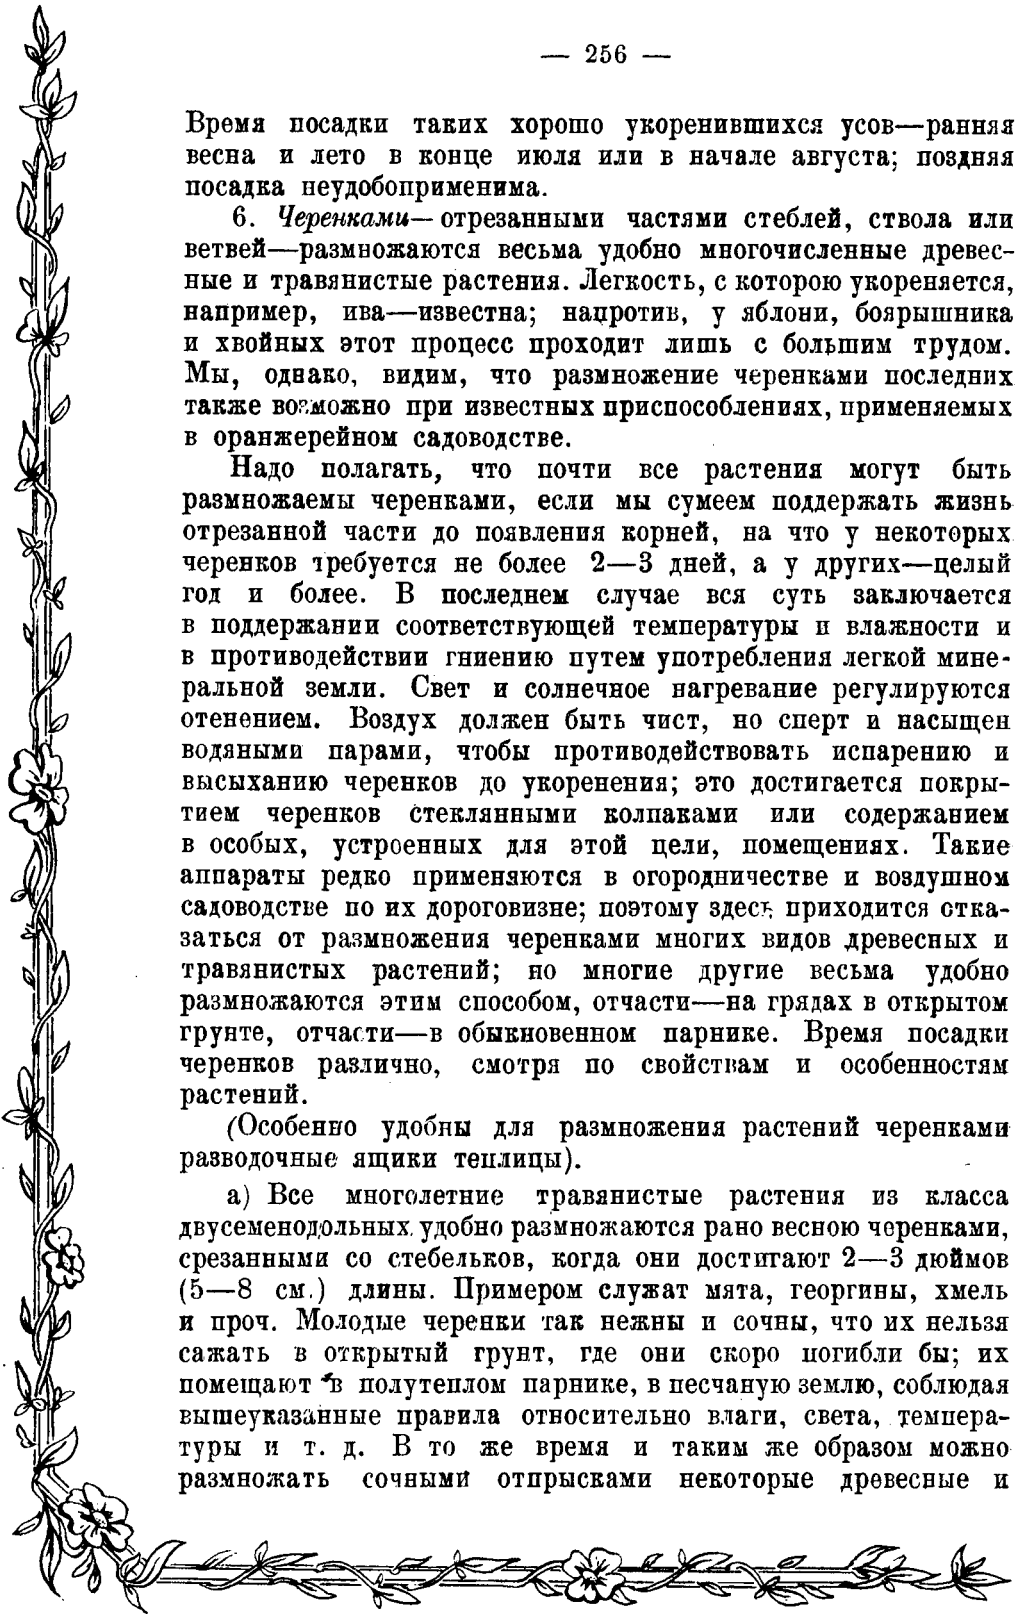 — 256 —
Время посадки таких хорошо укоренившихся усов—ранняя
весна и лето в конце июля или в начале августа; поздняя
посадка неудобоприменима.
6. Черенками—отрезанными частями стеблей, ствола или
ветвей—размножаются весьма удобно многочисленные древес-
ные и травянистые растения. Легкость, с которою укореняется,
например, ива—известна; напротив, у яблони, боярышника
и хвойных этот процесс проходит лишь с большим трудом.
Мы, однако, видим, что размножение черенками последних
также возможно при известных приспособлениях, применяемых
в оранжерейном садоводстве.
Надо полагать, что почти все растения могут быть
размножаемы черенками, если мы сумеем поддержать жизнь
отрезанной части до появления корней, на что у некоторых
черенков требуется не более 2—3 дней, а у других—целый
год и более. В последнем случае вся суть заключается
в поддержании соответствующей температуры и влажности и
в противодействии гниению путем употребления легкой мине-
ральной земли. Свет и солнечное нагревание регулируются
отенением. Воздух должен быть чист, но сперт и насыщен
водяными парами, чтобы противодействовать испарению и
высыханию черенков до укоренения; это достигается покры-
тием черенков стеклянными колпаками или содержанием
в особых, устроенных для этой цели, помещениях. Такие
аппараты редко применяются в огородничестве и воздушном
садоводстве по их дороговизне; поэтому здесь приходится отка-
заться от размножения черенками многих видов древесных и
травянистых растений; но многие другие весьма удобно
размножаются этим способом, отчасти—на грядах в открытом
грунте, отчасти—в обыкновенном парнике. Время посадки
черенков различно, смотря по свойствам и особенностям
растений.
(Особенно удобны для размножения растений черенками
разводочные ящики теплицы).
а) Все многолетние травянистые растения из класса
двусеменодольных удобно размножаются рано весною черенками,
срезанными со стебельков, когда они достигают 2—3 дюймов
(5—8 см.) длины. Примером служат мята, георгины, хмель
и проч. Молодые черенки так нежны и сочны, что их нельзя
сажать в открытый грунт, где они скоро погибли бы; их
помещают в полутеплом парнике, в песчаную землю, соблюдая
вышеуказанные правила относительно влаги, света, темпера-
туры и т. д. В то же время и таким же образом можно
размножать сочными отпрысками некоторые древесные и